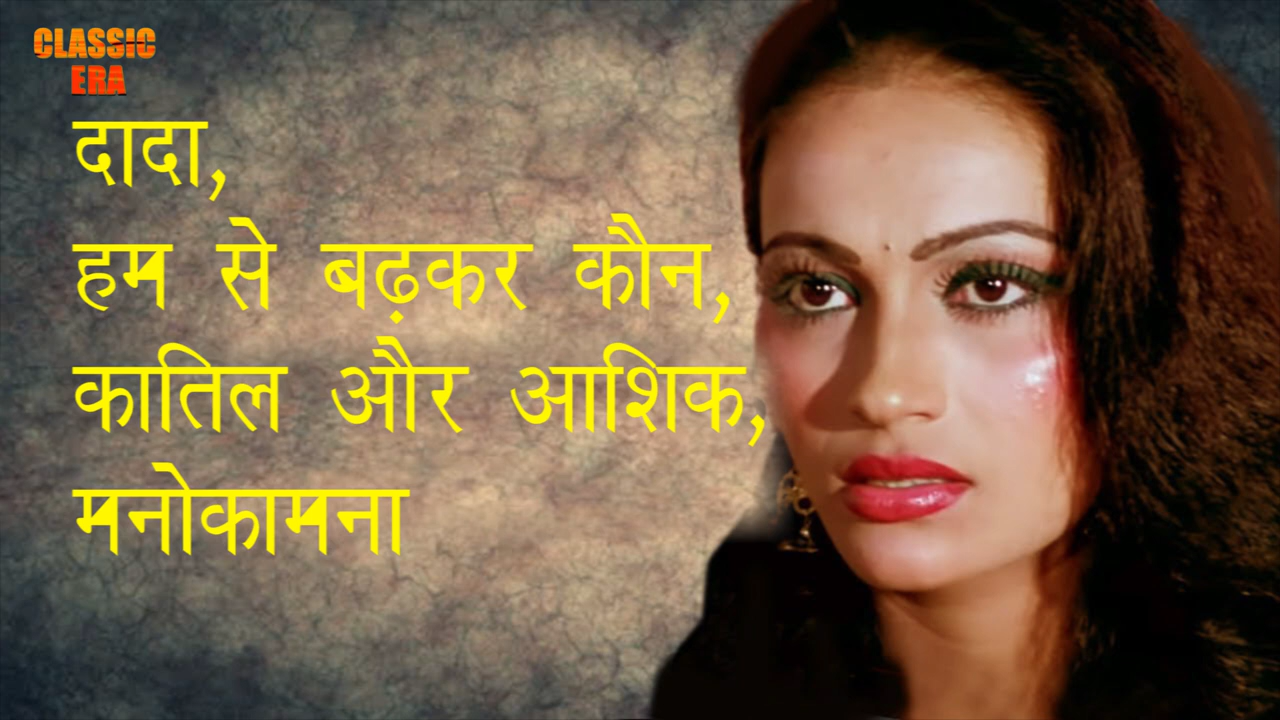 CLASSIC
ERA
दादा,
हम से बढ़कर कौन,
कातिल और आशिक,
मनोकामना